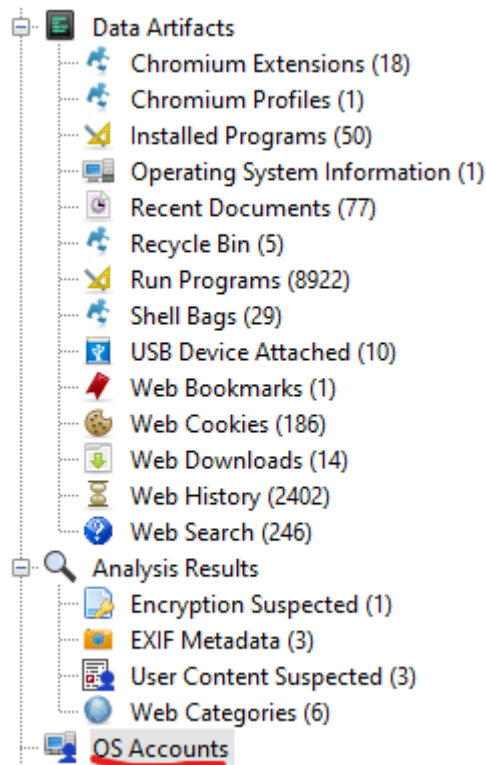 Data Artifacts
Chromium Extensions (18)
Chromium Profiles (1)
Installed Programs (50)
Operating System Information (1)
Recent Documents (77)
Recycle Bin (5)
Run Programs (8922)
Shell Bags (29)
USB Device Attached (10)
Web Bookmarks (1)
Web Cookies (186)
Web Downloads (14)
Web History (2402)
Web Search (246)
Analysis Results
Encryption Suspected (1)
EXIF Metadata (3)
User Content Suspected (3)
Web Categories (6)
OS Accounts